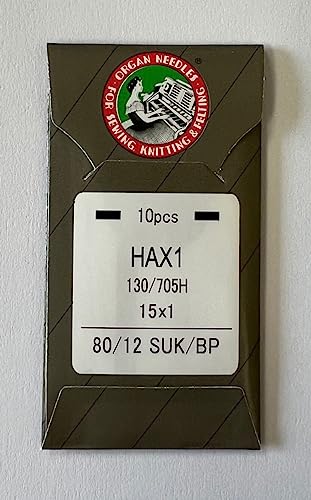 ORGAN NEEDLES
· FOR SEWING KNITTING & FELTING ·
®
10pcs
HAX1
130/705H
15x1
80/12 SUK/BP